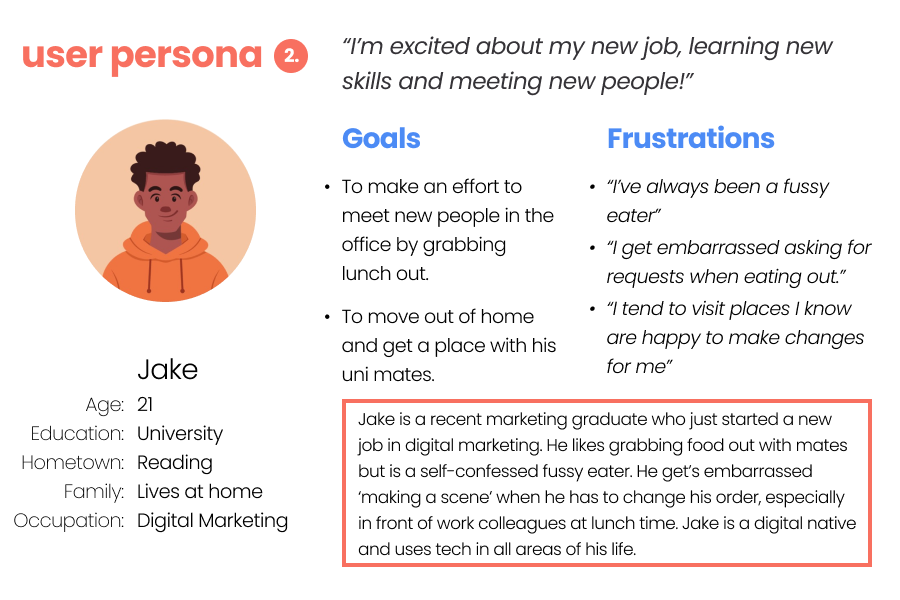 user persona 2.
“I’m excited about my new job, learning new
skills and meeting new people!”
Goals
• To make an effort to
meet new people in the
office by grabbing
lunch out.
• To move out of home
and get a place with his
uni mates.
Frustrations
• “I’ve always been a fussy
eater”
• “I get embarrassed asking for
requests when eating out.”
• “I tend to visit places I know
are happy to make changes
for me”
Jake
Age: 21
Education: University
Hometown: Reading
Family: Lives at home
Occupation: Digital Marketing
Jake is a recent marketing graduate who just started a new
job in digital marketing. He likes grabbing food out with mates
but is a self-confessed fussy eater. He get’s embarrassed
‘making a scene’ when he has to change his order, especially
in front of work colleagues at lunch time. Jake is a digital native
and uses tech in all areas of his life.